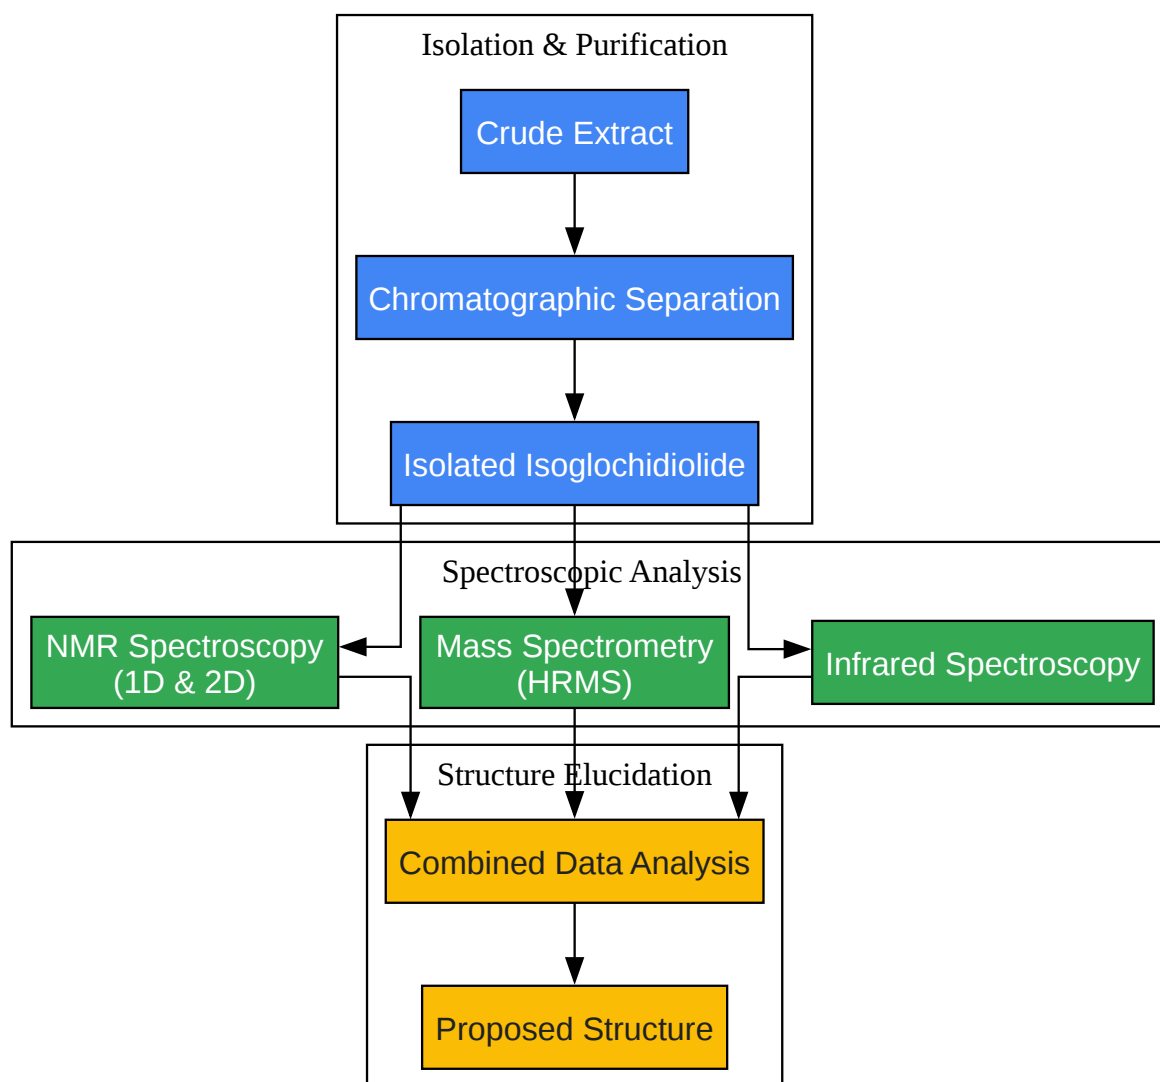 Isolation & Purification
Crude Extract
Chromatographic Separation
Isolated Isoglochidiolide
Spectroscopic Analysis
NMR Spectroscopy
(1D & 2D)
Mass Spectrometry
(HRMS)
Infrared Spectroscopy
Structure Elucidation
Combined Data Analysis
Proposed Structure